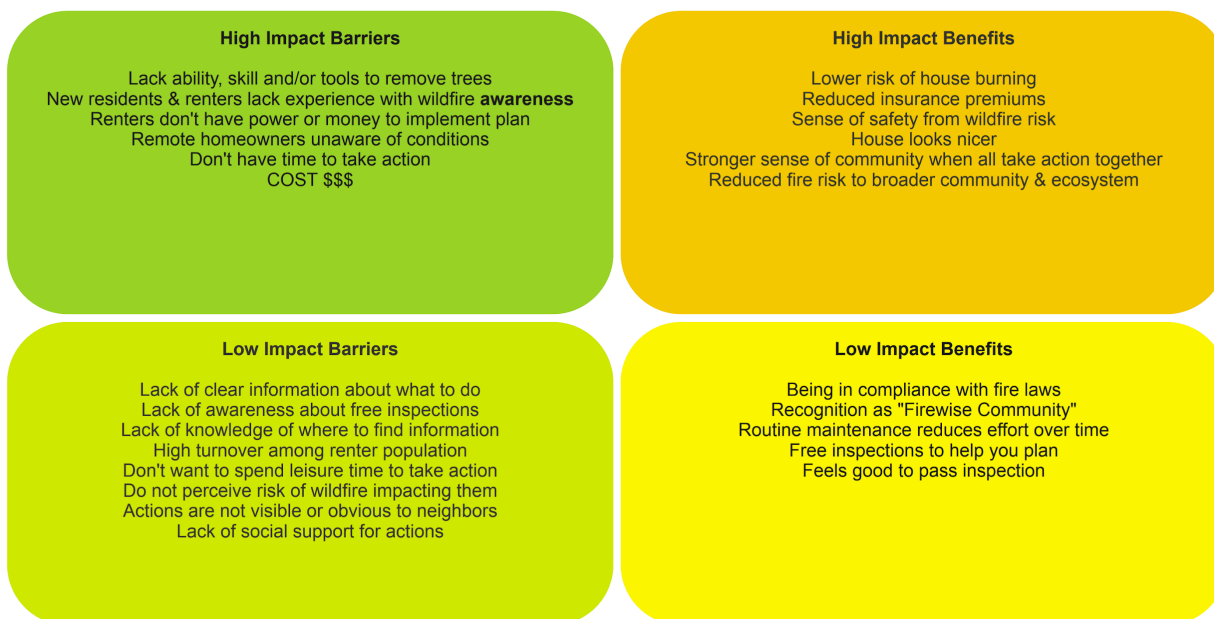 High Impact Barriers
Lack ability, skill and/or tools to remove trees
New residents & renters lack experience with wildfire awareness
Renters don't have power or money to implement plan
Remote homeowners unaware of conditions
Don't have time to take action
COST $$$
High Impact Benefits
Lower risk of house burning
Reduced insurance premiums
Sense of safety from wildfire risk
House looks nicer
Stronger sense of community when all take action together
Reduced fire risk to broader community & ecosystem
Low Impact Barriers
Lack of clear information about what to do
Lack of awareness about free inspections
Lack of knowledge of where to find information
High turnover among renter population
Don't want to spend leisure time to take action
Do not perceive risk of wildfire impacting them
Actions are not visible or obvious to neighbors
Lack of social support for actions
Low Impact Benefits
Being in compliance with fire laws
Recognition as "Firewise Community"
Routine maintenance reduces effort over time
Free inspections to help you plan
Feels good to pass inspection